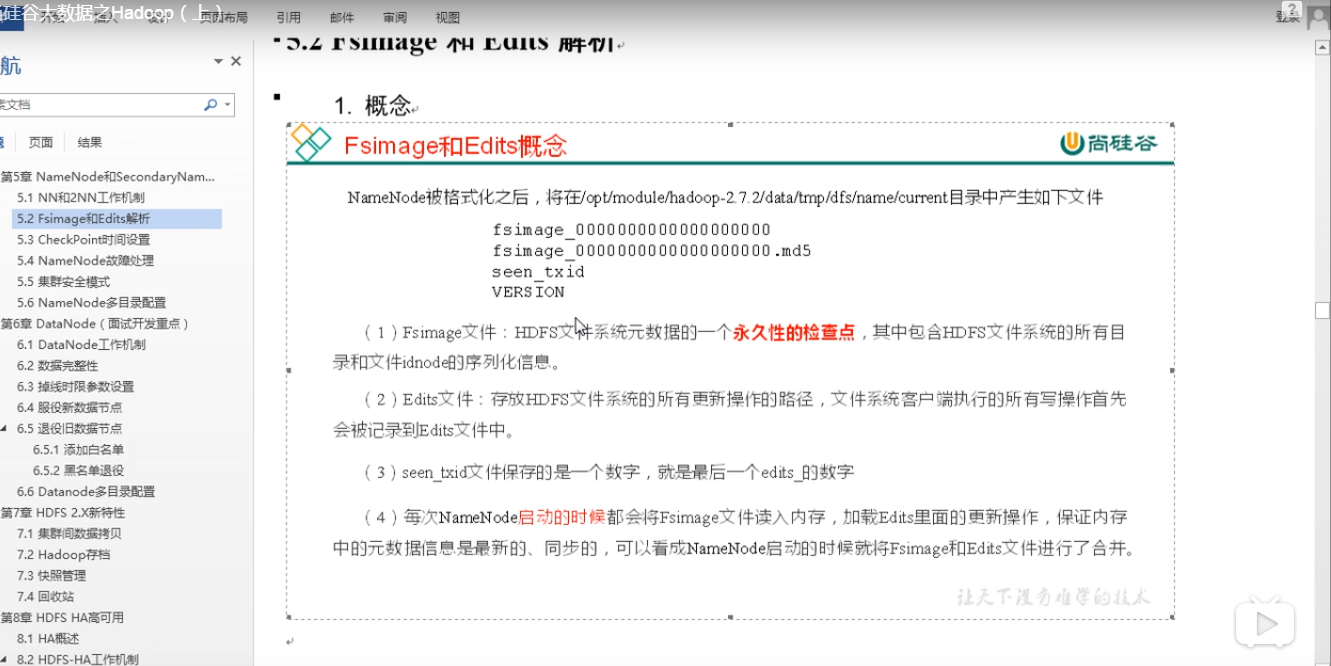 硅谷大数据之Hadoop（上）
页面布局 引用 邮件 审阅 视图
登录
航
索文档
页面 结果
第5章 NameNode和SecondaryNam...
5.1 NN和2NN工作机制
5.2 Fsimage和Edits解析
5.3 CheckPoint时间设置
5.4 NameNode故障处理
5.5 集群安全模式
5.6 NameNode多目录配置
第6章 DataNode（面试开发重点）
6.1 DataNode工作机制
6.2 数据完整性
6.3 掉线时限参数设置
6.4 服役新数据节点
6.5 退役旧数据节点
6.5.1 添加白名单
6.5.2 黑名单退役
6.6 Datanode多目录配置
第7章 HDFS 2.X新特性
7.1 集群间数据拷贝
7.2 Hadoop存档
7.3 快照管理
7.4 回收站
第8章 HDFS HA高可用
8.1 HA概述
8.2 HDFS-HA工作机制
5.2 Fsimage 和 Edits 解析
1. 概念
Fsimage和Edits概念
尚硅谷
NameNode被格式化之后，将在/opt/module/hadoop-2.7.2/data/tmp/dfs/name/current目录中产生如下文件
fsimage_0000000000000000000
fsimage_0000000000000000000.md5
seen_txid
VERSION
（1）Fsimage文件：HDFS文件系统元数据的一个永久性的检查点，其中包含HDFS文件系统的所有目
录和文件idnode的序列化信息。
（2）Edits文件：存放HDFS文件系统的所有更新操作的路径，文件系统客户端执行的所有写操作首先
会被记录到Edits文件中。
（3）seen_txid文件保存的是一个数字，就是最后一个edits_的数字
（4）每次NameNode启动的时候都会将Fsimage文件读入内存，加载Edits里面的更新操作，保证内存
中的元数据信息是最新的、同步的，可以看成NameNode启动的时候就将Fsimage和Edits文件进行了合并。
让天下没有难学的技术